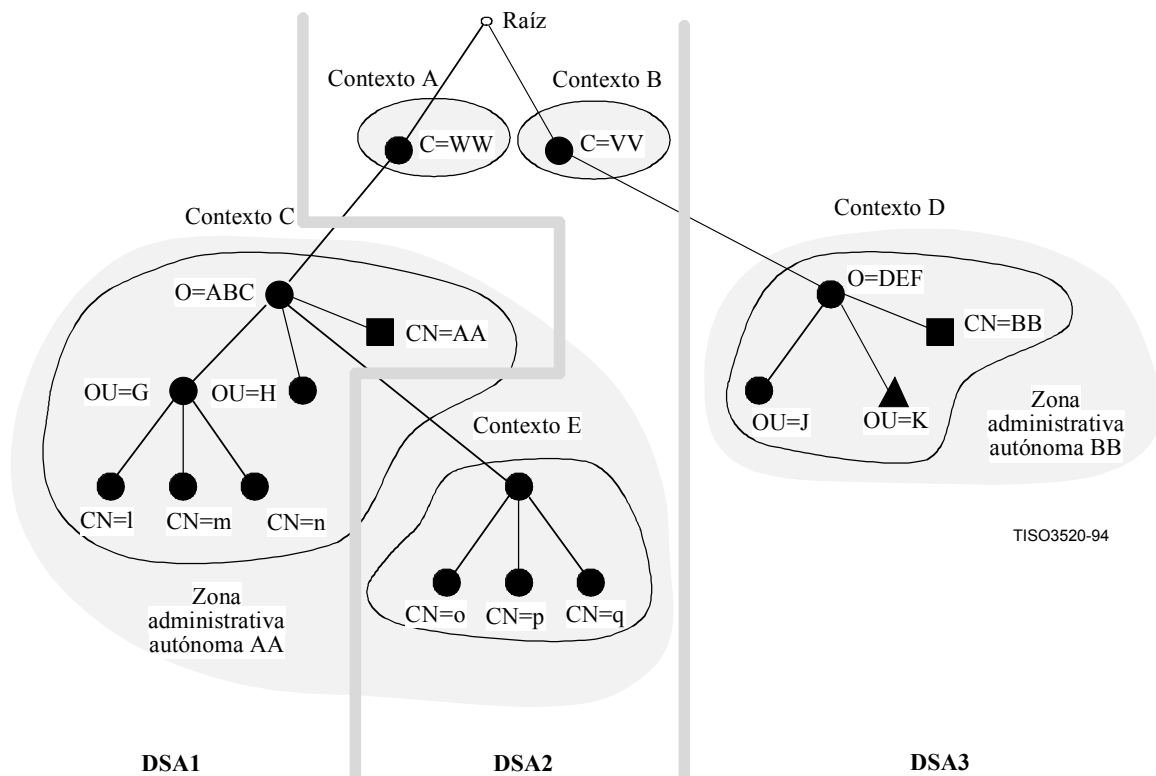 Raíz
Contexto A
Contexto B
C=WW
C=VV
Contexto C
Contexto D
O=ABC
O=DEF
CN=AA
CN=BB
OU=G
OU=H
OU=J
OU=K
Contexto E
Zona
administrativa
autónoma BB
CN=l
CN=m
CN=n
TISO3520-94
CN=o
CN=p
CN=q
Zona
administrativa
autónoma AA
DSA1
DSA2
DSA3